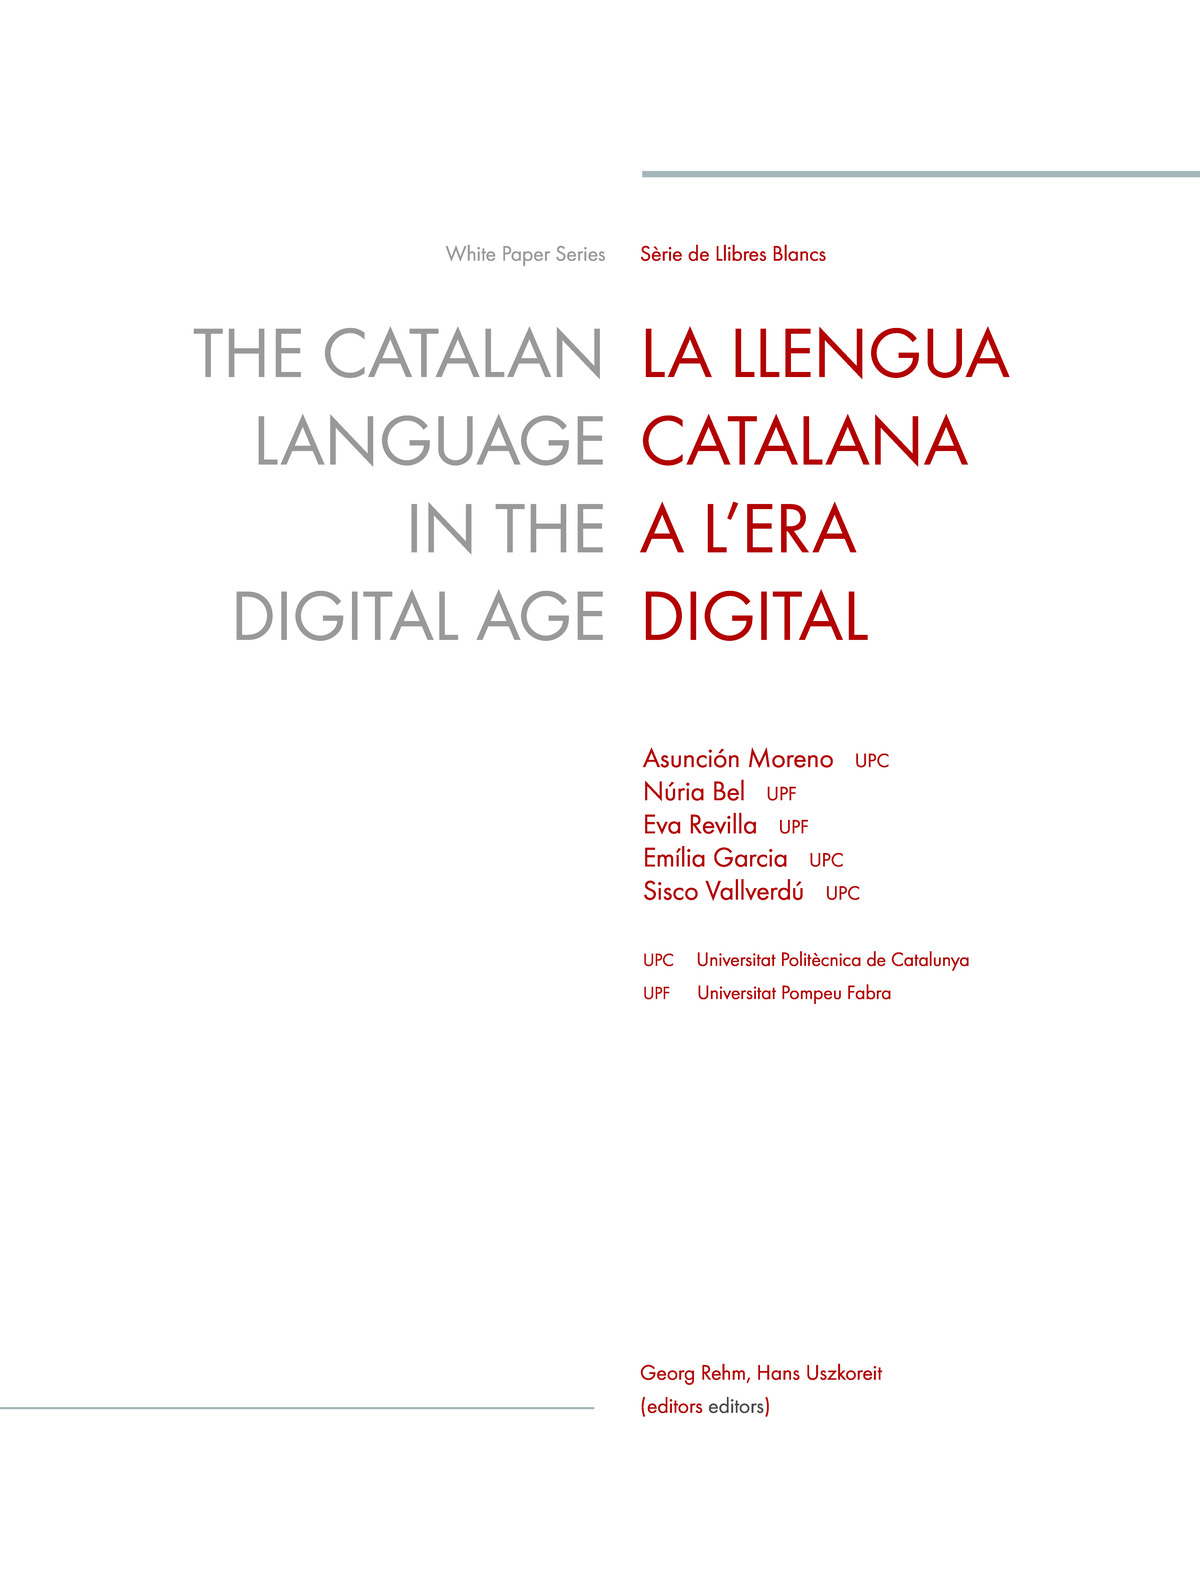 White Paper Series
Sèrie de Llibres Blancs
THE CATALAN
LANGUAGE
IN THE
DIGITAL AGE
LA LLENGUA
CATALANA
A L’ERA
DIGITAL
Asunción Moreno UPC
Núria Bel UPF
Eva Revilla UPF
Emília Garcia UPC
Sisco Vallverdú UPC
UPC Universitat Politècnica de Catalunya
UPF Universitat Pompeu Fabra
Georg Rehm, Hans Uszkoreit
(editors editors)